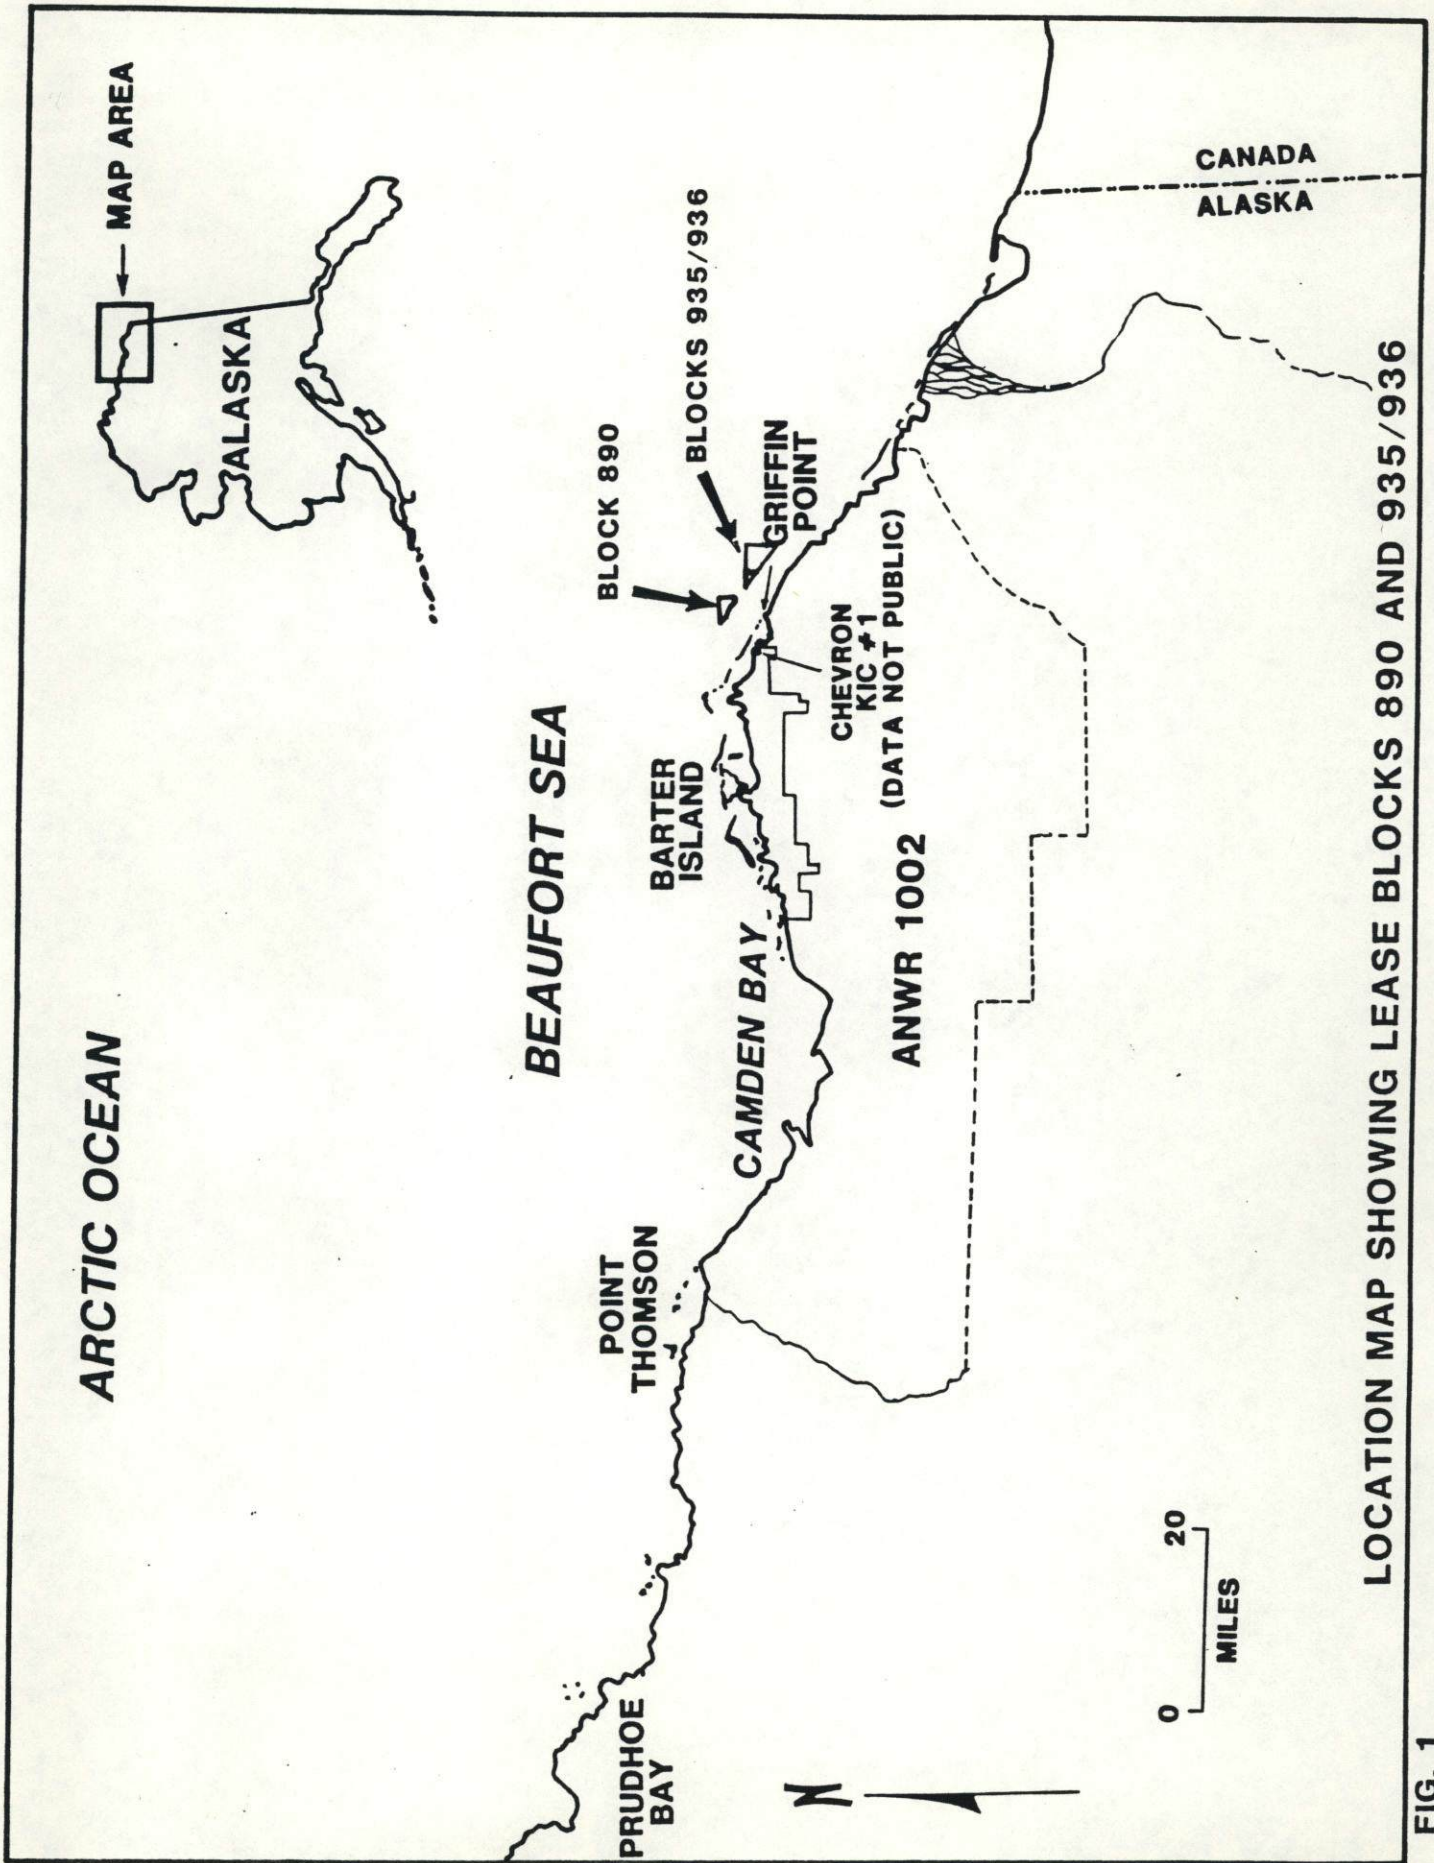 MAP AREA
ALASKA
ARCTIC OCEAN
BEAUFORT SEA
BLOCK 890
BLOCKS 935/936
GRIFFIN
POINT
BARTER
ISLAND
CAMDEN BAY
POINT
THOMSON
PRUDHOE
BAY
CHEVRON
KIC #1
(DATA NOT PUBLIC)
ANWR 1002
CANADA
ALASKA
N
0 20
MILES
LOCATION MAP SHOWING LEASE BLOCKS 890 AND 935/936
FIG. 1